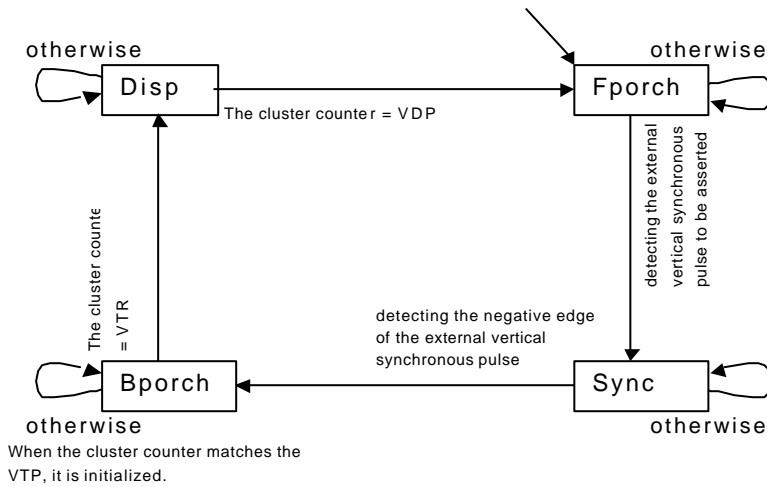 otherwise
otherwise
Disp
Fporch
The cluster counter = VDP
detecting the external
vertical synchronous
pulse to be asserted
The cluster counte
= VTR
detecting the negative edge
of the external vertical
synchronous pulse
Bporch
Sync
otherwise
otherwise
When the cluster counter matches the
VTP, it is initialized.